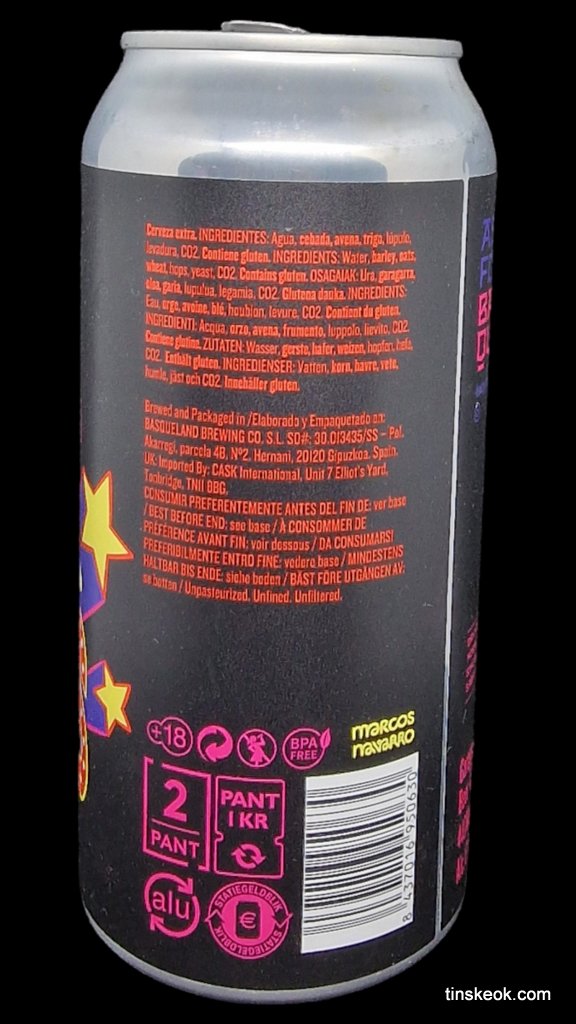 Cerveza extra. INGREDIENTES: Agua, cebada, avena, trigo, lúpulo,
levadura, CO2. Contiene gluten. INGREDIENTS: Water, barley, oats,
wheat, hops, yeast, CO2. Contains gluten. OSAGAIAK: Ura, garagarra,
oloa, garia, lupulua, legamia, CO2. Glutena dauka. INGRÉDIENTS:
Eau, orge, avoine, blé, houblon, levure, CO2. Contient du gluten.
INGREDIENTI: Acqua, orzo, avena, frumento, luppolo, lievito, CO2.
Contiene glutine. ZUTATEN: Wasser, gerste, hafer, weizen, hopfen, hefe,
CO2. Enthält gluten. INGREDIENSER: Vatten, korn, havre, vete,
humle, jäst och CO2. Innehåller gluten.
Brewed and Packaged in /Elaborado y Empaquetado en:
BASQUELAND BREWING CO. S.L. SO#: 30.013435/SS – Pol.
Akarregi, parcela 4B, Nº2. Hernani, 20120 Gipuzkoa. Spain.
UK: Imported By: CASK International, Unit 7 Elliot's Yard,
Tonbridge, TN11 0BG.
CONSUMIR PREFERENTEMENTE ANTES DEL FIN DE: ver base
/ BEST BEFORE END: see base / À CONSOMMER DE
PRÉFÉRENCE AVANT FIN: voir dessous / DA CONSUMARSI
PREFERIBILMENTE ENTRO FINE: vedere base / MINDESTENS
HALTBAR BIS ENDE: siehe boden / BÄST FÖRE UTGÅNGEN AV:
se botten / Unpasteurized. Unfined. Unfiltered.
+18
BPA FREE
marcos
navarro
2
PANT
PANT
1 KR
alu
STATIEGELDBLIK
€
STATIEGELDBLIK
8 437016 950630
tinskeok.com